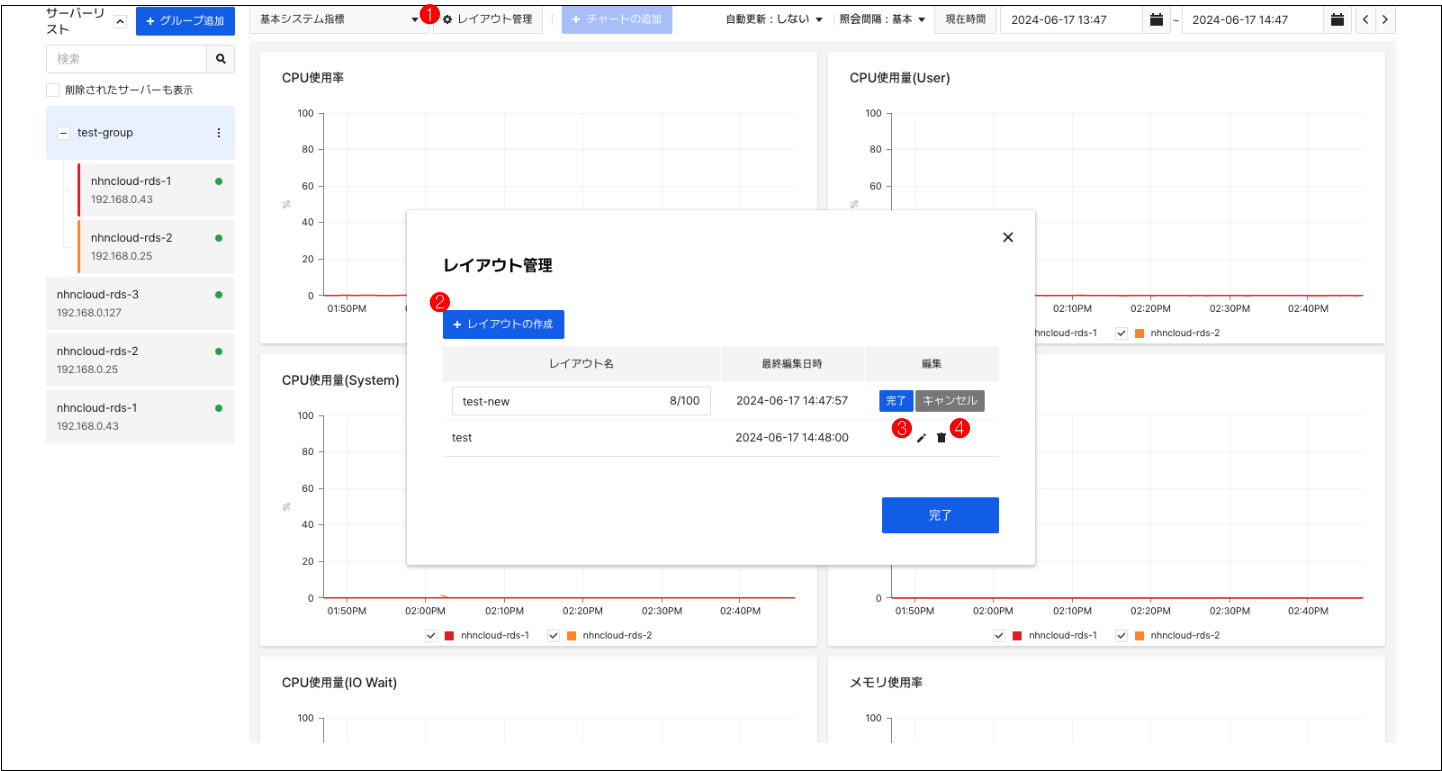 サーバーリ
スト
+ グループ追加
検索
削除されたサーバーも表示
test-group
nhncloud-rds-1
192.168.0.43
nhncloud-rds-2
192.168.0.25
nhncloud-rds-3
192.168.0.127
nhncloud-rds-2
192.168.0.25
nhncloud-rds-1
192.168.0.43
基本システム指標
1
レイアウト管理
+ チャートの追加
自動更新 : しない
照会間隔 : 基本
現在時間
2024-06-17 13:47
~
2024-06-17 14:47
CPU使用率
100
80
60
40
20
0
%
01:50PM
CPU使用量(User)
100
80
60
%
02:10PM 02:20PM 02:30PM 02:40PM
hncloud-rds-1 nhncloud-rds-2
レイアウト管理
2
+ レイアウトの作成
レイアウト名 最終編集日時 編集
test-new 8/100 2024-06-17 14:47:57 完了 キャンセル
test 2024-06-17 14:48:00
3 4
完了
CPU使用量(System)
100
80
60
40
20
0
%
01:50PM 02:00PM 02:10PM 02:20PM 02:30PM 02:40PM
nhncloud-rds-1 nhncloud-rds-2
0
01:50PM 02:00PM 02:10PM 02:20PM 02:30PM 02:40PM
nhncloud-rds-1 nhncloud-rds-2
CPU使用量(IO Wait)
100
メモリ使用率
100